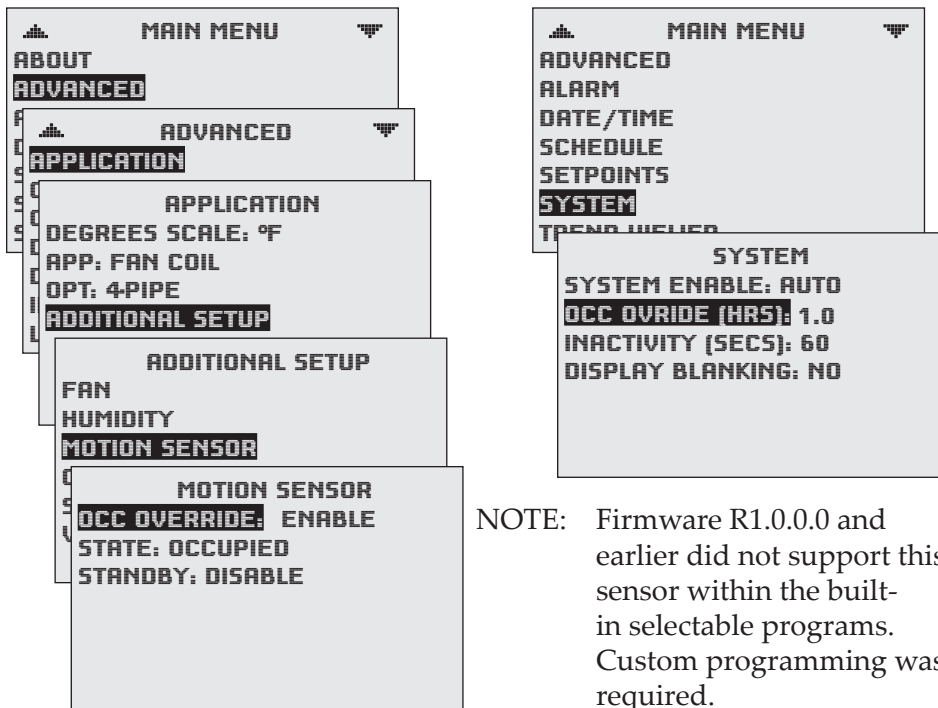 MAIN MENU
ABOUT
ADVANCED
ADVANCED
APPLICATION
APPLICATION
DEGREES SCALE: °F
APP: FAN COIL
OPT: 4-PIPE
ADDITIONAL SETUP
ADDITIONAL SETUP
FAN
HUMIDITY
MOTION SENSOR
MOTION SENSOR
OCC OVERRIDE: ENABLE
STATE: OCCUPIED
STANDBY: DISABLE
MAIN MENU
ADVANCED
ALARM
DATE/TIME
SCHEDULE
SETPOINTS
SYSTEM
TREND VIEWER
SYSTEM
SYSTEM ENABLE: AUTO
OCC OVRIDE (HRS): 1.0
INACTIVITY (SECS): 60
DISPLAY BLANKING: NO
NOTE: Firmware R1.0.0.0 and
earlier did not support this
sensor within the built-
in selectable programs.
Custom programming was
required.